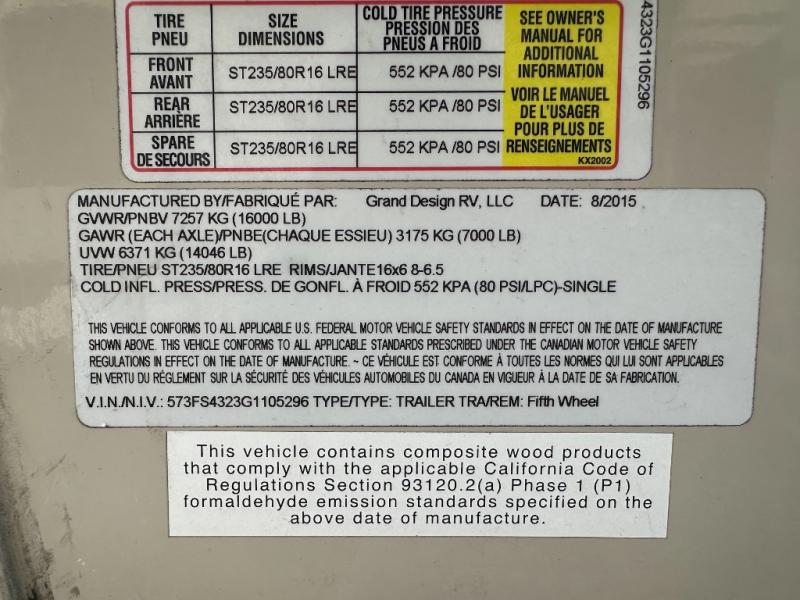 TIRE SIZE COLD TIRE PRESSURE SEE OWNER'S
PNEU DIMENSIONS PRESSION DES MANUAL FOR
PNEUS A FROID ADDITIONAL
INFORMATION
FRONT ST235/80R16 LRE 552 KPA /80 PSI
AVANT
REAR ST235/80R16 LRE 552 KPA /80 PSI
ARRIÈRE
SPARE ST235/80R16 LRE 552 KPA /80 PSI
DE SECOURS
VOIR LE MANUEL
DE L'USAGER
POUR PLUS DE
RENSEIGNEMENTS
KX2002
4323G1105296
MANUFACTURED BY/FABRIQUÉ PAR: Grand Design RV, LLC DATE: 8/2015
GVWR/PNBV 7257 KG (16000 LB)
GAWR (EACH AXLE)/PNBE(CHAQUE ESSIEU) 3175 KG (7000 LB)
UVW 6371 KG (14046 LB)
TIRE/PNEU ST235/80R16 LRE RIMS/JANTE16x6 8-6.5
COLD INFL. PRESS/PRESS. DE GONFL. À FROID 552 KPA (80 PSI/LPC)-SINGLE
THIS VEHICLE CONFORMS TO ALL APPLICABLE U.S. FEDERAL MOTOR VEHICLE SAFETY STANDARDS IN EFFECT ON THE DATE OF MANUFACTURE
SHOWN ABOVE. THIS VEHICLE CONFORMS TO ALL APPLICABLE STANDARDS PRESCRIBED UNDER THE CANADIAN MOTOR VEHICLE SAFETY
REGULATIONS IN EFFECT ON THE DATE OF MANUFACTURE. ~ CE VÉHICULE EST CONFORME À TOUTES LES NORMES QUI LUI SONT APPLICABLES
EN VERTU DU RÉGLEMENT SUR LA SÉCURITÉ DES VÉHICULES AUTOMOBILES DU CANADA EN VIGUEUR À LA DATE DE SA FABRICATION.
V.I.N./N.I.V.: 573FS4323G1105296 TYPE/TYPE: TRAILER TRA/REM: Fifth Wheel
This vehicle contains composite wood products
that comply with the applicable California Code of
Regulations Section 93120.2(a) Phase 1 (P1)
formaldehyde emission standards specified on the
above date of manufacture.